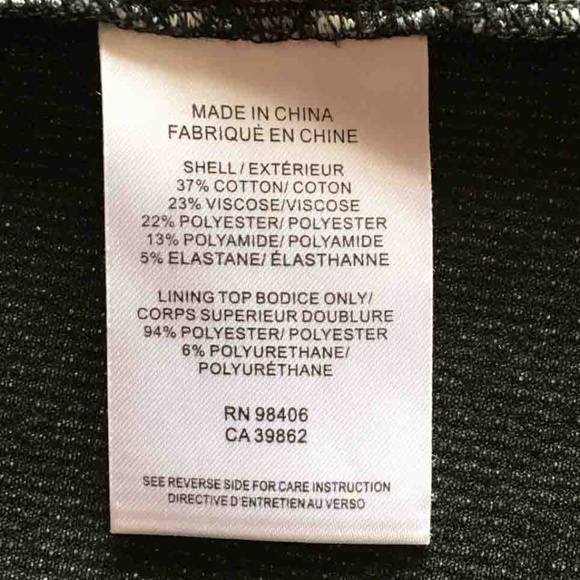 MADE IN CHINA
FABRIQUÉ EN CHINE
SHELL/EXTÉRIEUR
37% COTTON/ COTON
23% VISCOSE/VISCOSE
22% POLYESTER/ POLYESTER
13% POLYAMIDE/ POLYAMIDE
5% ELASTANE/ ÉLASTHANNE
LINING TOP BODICE ONLY/
CORPS SUPERIEUR DOUBLURE
94% POLYESTER/ POLYESTER
6% POLYURETHANE/
POLYURÉTHANE
RN 98406
CA 39862
SEE REVERSE SIDE FOR CARE INSTRUCTION
DIRECTIVE D'ENTRETIEN AU VERSO